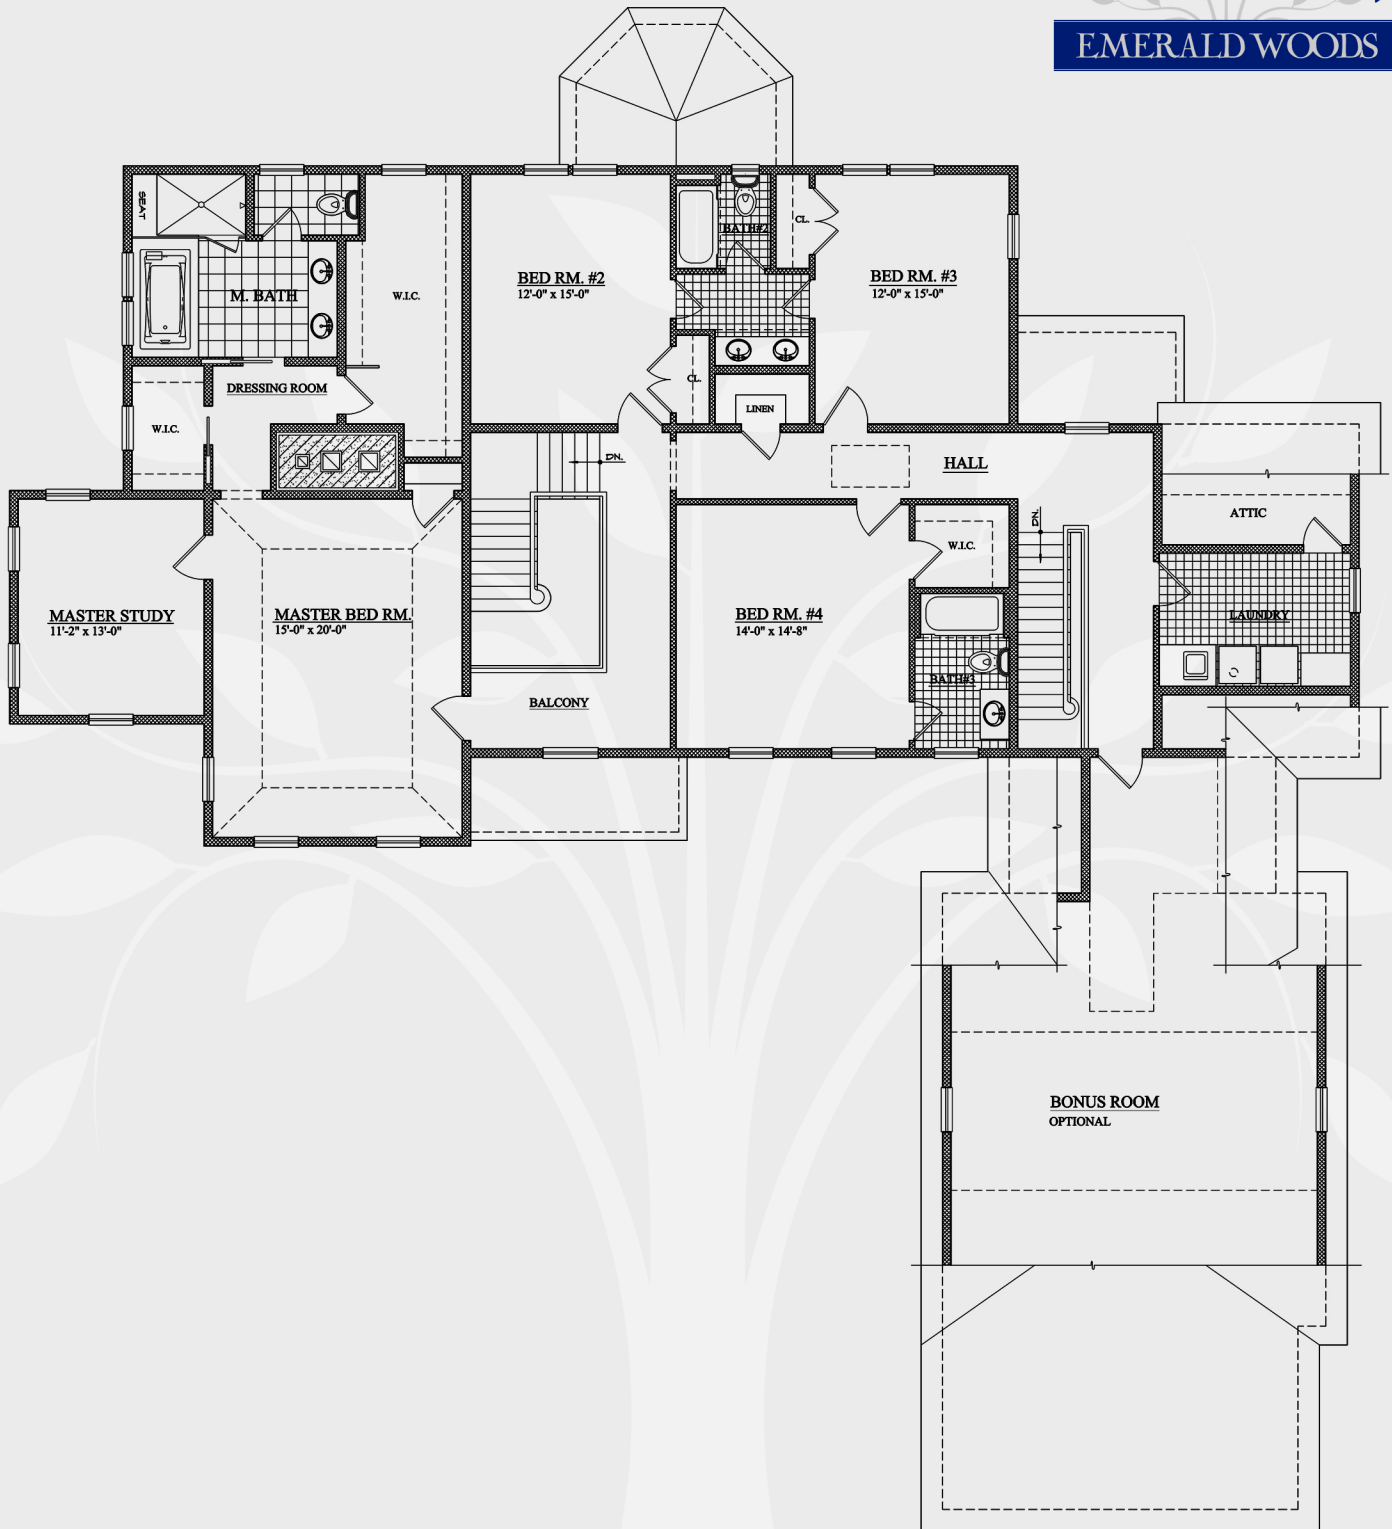 EMERALD WOODS
SEAT
M. BATH
W.I.C.
BED RM. #2
12'-0" x 15'-0"
BATH#2
CL.
BED RM. #3
12'-0" x 15'-0"
DRESSING ROOM
W.I.C.
CL.
LINEN
DN.
HALL
ATTIC
DN.
W.I.C.
MASTER STUDY
11'-2" x 13'-0"
MASTER BED RM.
15'-0" x 20'-0"
BED RM. #4
14'-0" x 14'-8"
LAUNDRY
BATH#3
BALCONY
BONUS ROOM
OPTIONAL